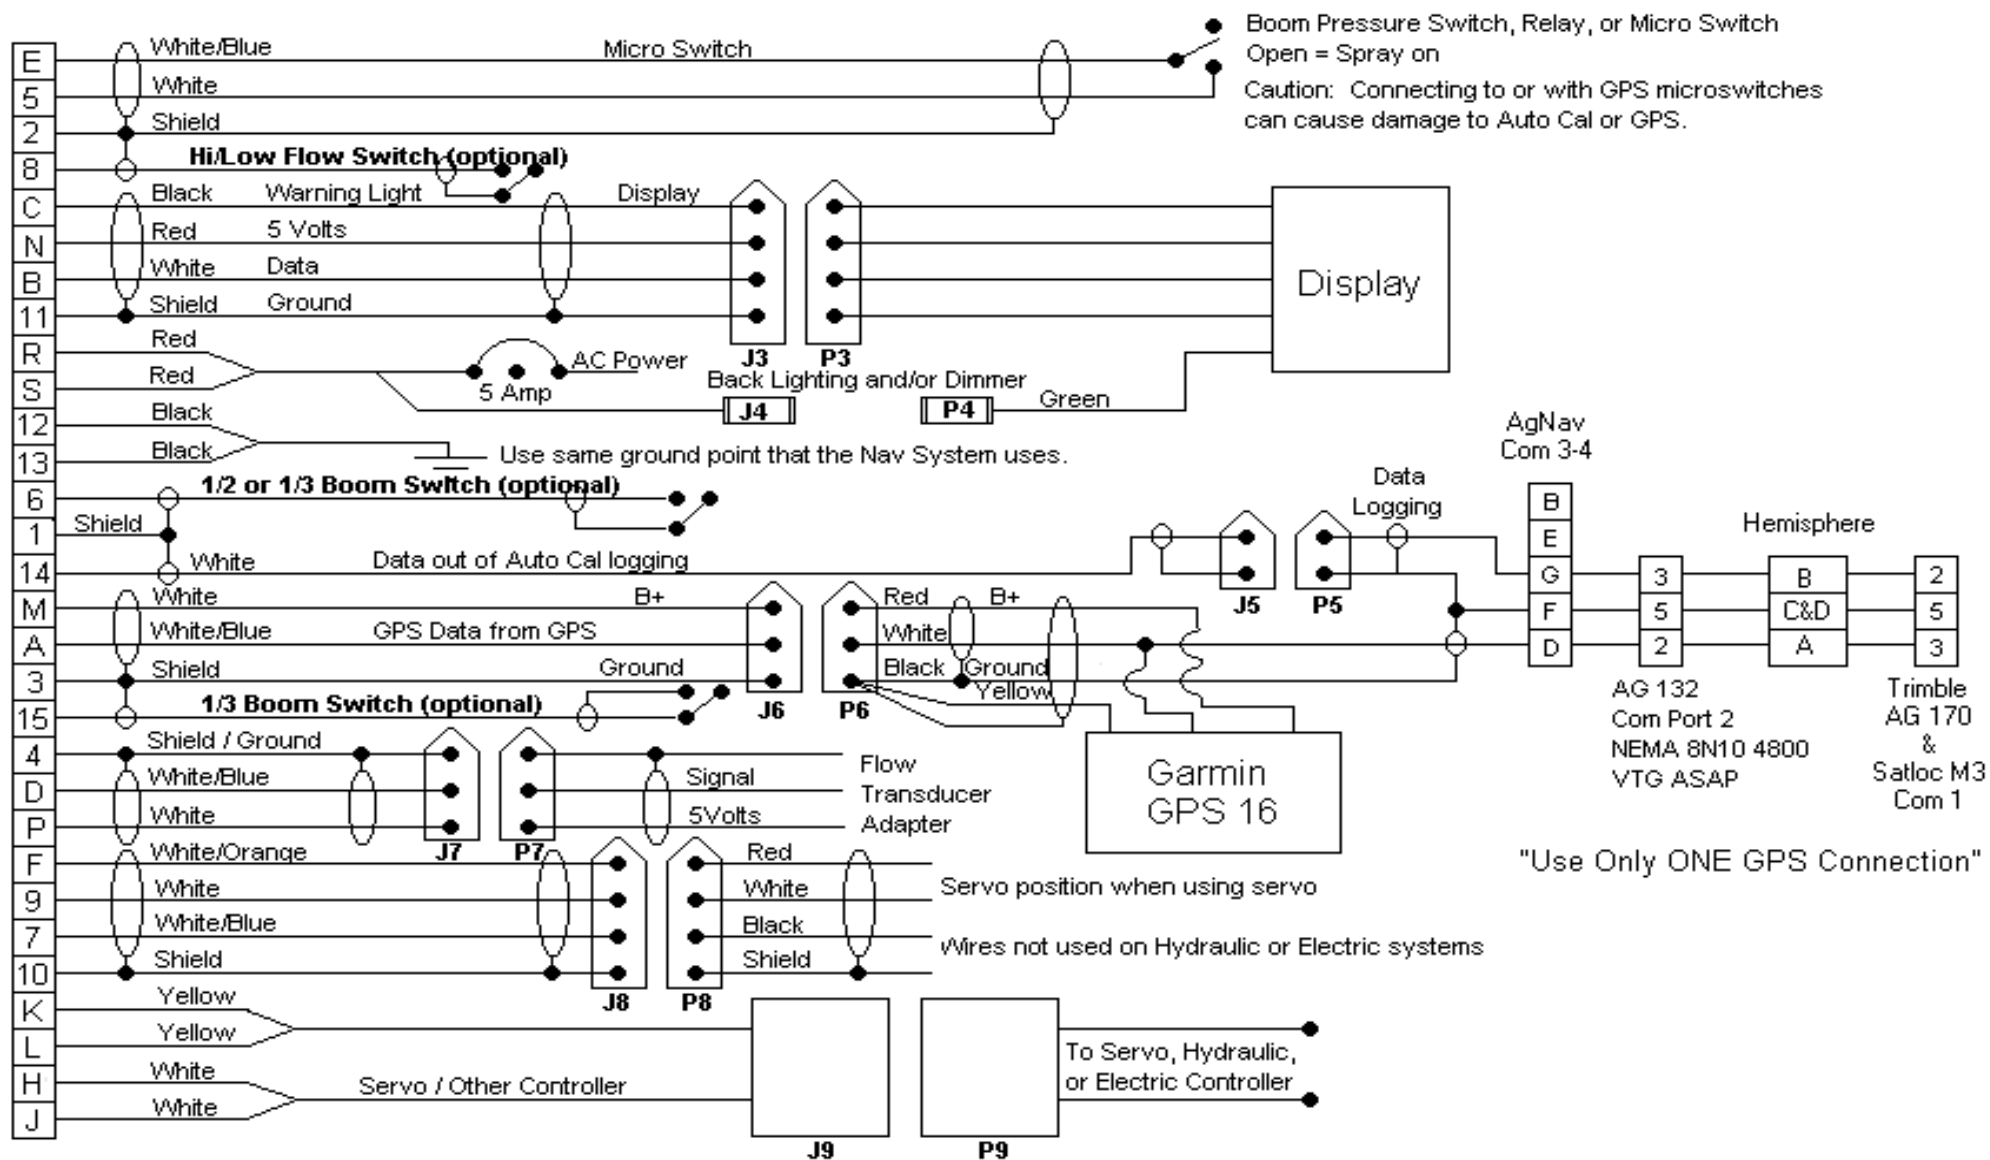 Boom Pressure Switch, Relay, or Micro Switch
Open = Spray on
Caution: Connecting to or with GPS microswitches
can cause damage to Auto Cal or GPS.
E White/Blue Micro Switch
5 White
2 Shield
8 Hi/Low Flow Switch (optional)
C Black Warning Light Display
N Red 5 Volts
B White Data
11 Shield Ground
J3 P3
Display
R Red
S Red
5 Amp
AC Power
Back Lighting and/or Dimmer
J4 P4 Green
12 Black
13 Black
Use same ground point that the Nav System uses.
6 1/2 or 1/3 Boom Switch (optional)
1 Shield
14 White Data out of Auto Cal logging
J5 P5
Data
Logging
AgNav
Com 3-4
B
E
G
F
D
3
5
2
AG 132
Com Port 2
NEMA 8N10 4800
VTG ASAP
Hemisphere
B
C&D
A
2
5
3
Trimble
AG 170
&
Satloc M3
Com 1
"Use Only ONE GPS Connection"
M White B+
A White/Blue GPS Data from GPS
3 Shield Ground
15 1/3 Boom Switch (optional)
J6 P6
Red B+
White
Black Ground
Yellow
Garmin
GPS 16
4 Shield / Ground
D White/Blue
P White
J7 P7
Signal
5Volts
Flow
Transducer
Adapter
F White/Orange
9 White
7 White/Blue
10 Shield
J8 P8
Red
White
Black
Shield
Servo position when using servo
Wires not used on Hydraulic or Electric systems
K Yellow
L Yellow
H White
J White
Servo / Other Controller
J9 P9
To Servo, Hydraulic,
or Electric Controller